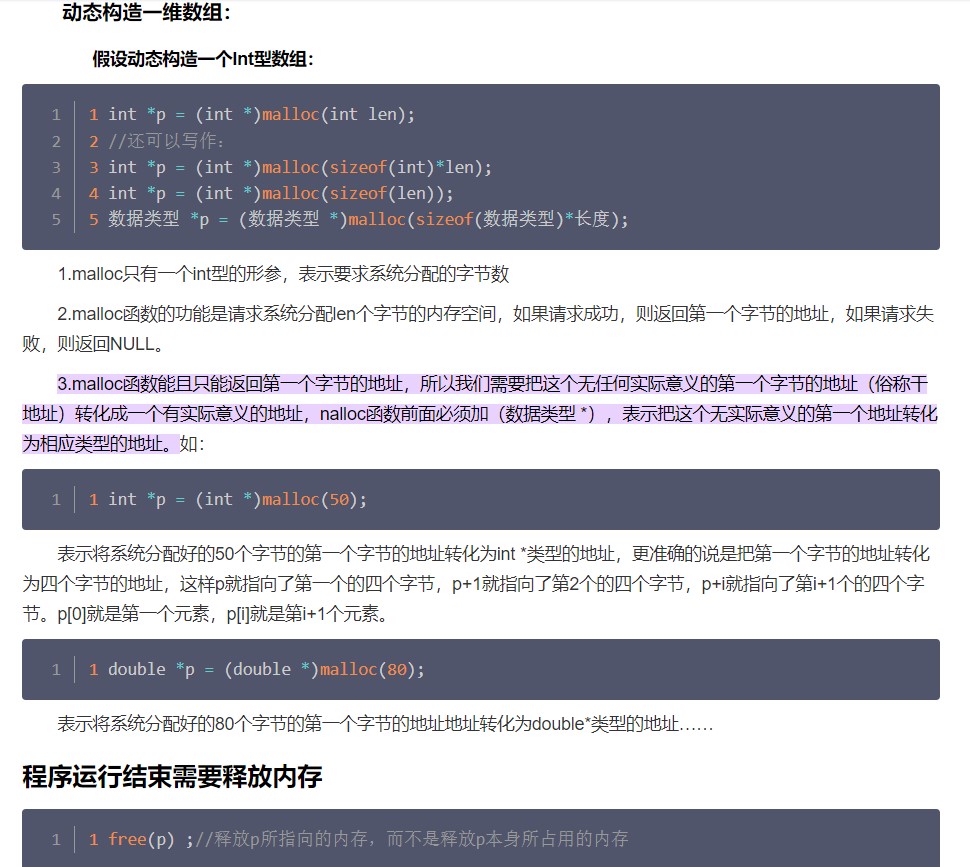 动态构造一维数组：
假设动态构造一个Int型数组：
1 1 int *p = (int *)malloc(int len);
2 2 //还可以写作：
3 3 int *p = (int *)malloc(sizeof(int)*len);
4 4 int *p = (int *)malloc(sizeof(len));
5 5 数据类型 *p = (数据类型 *)malloc(sizeof(数据类型)*长度);
1.malloc只有一个int型的形参，表示要求系统分配的字节数
2.malloc函数的功能是请求系统分配len个字节的内存空间，如果请求成功，则返回第一个字节的地址，如果请求失
败，则返回NULL。
3.malloc函数能且只能返回第一个字节的地址，所以我们需要把这个无任何实际意义的第一个字节的地址（俗称干
地址）转化成一个有实际意义的地址，nalloc函数前面必须加（数据类型 *），表示把这个无实际意义的第一个地址转化
为相应类型的地址。如：
1 1 int *p = (int *)malloc(50);
表示将系统分配好的50个字节的第一个字节的地址转化为int *类型的地址，更准确的说是把第一个字节的地址转化
为四个字节的地址，这样p就指向了第一个的四个字节，p+1就指向了第2个的四个字节，p+i就指向了第i+1个的四个字
节。p[0]就是第一个元素，p[i]就是第i+1个元素。
1 1 double *p = (double *)malloc(80);
表示将系统分配好的80个字节的第一个字节的地址地址转化为double*类型的地址……
程序运行结束需要释放内存
1 1 free(p) ;//释放p所指向的内存，而不是释放p本身所占用的内存